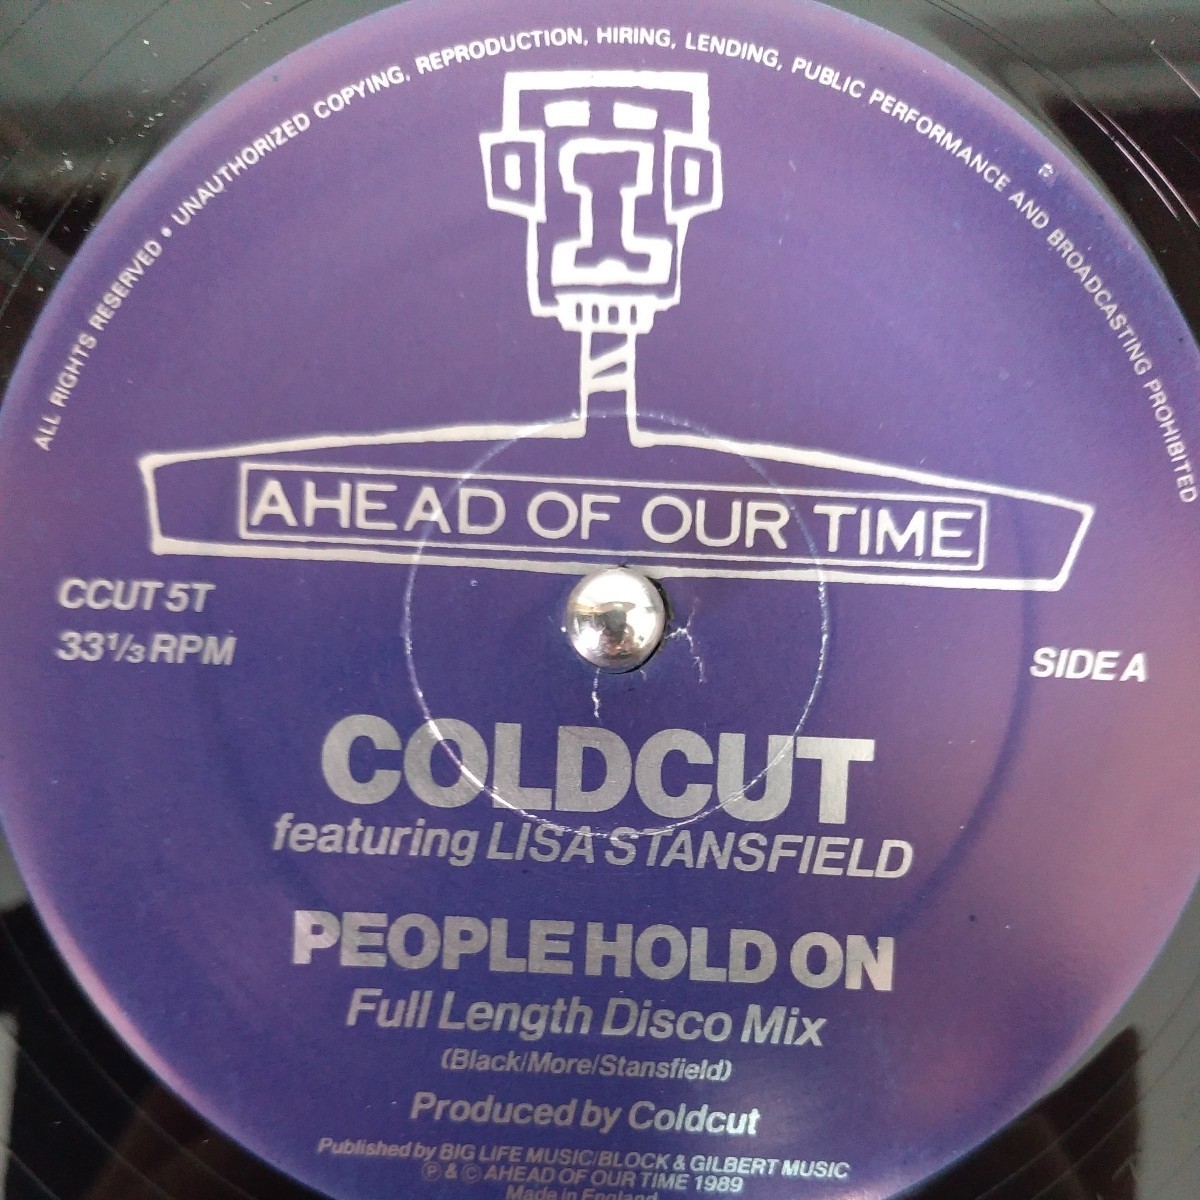 ALL RIGHTS RESERVED • UNAUTHORIZED COPYING, REPRODUCTION, HIRING, LENDING, PUBLIC PERFORMANCE AND BROADCASTING PROHIBITED
AHEAD OF OUR TIME
CCUT 5T
33⅓ RPM
SIDE A
COLDCUT
featuring LISA STANSFIELD
PEOPLE HOLD ON
Full Length Disco Mix
(Black/More/Stansfield)
Produced by Coldcut
Published by BIG LIFE MUSIC/BLOCK & GILBERT MUSIC
℗ & © AHEAD OF OUR TIME 1989
Made in England